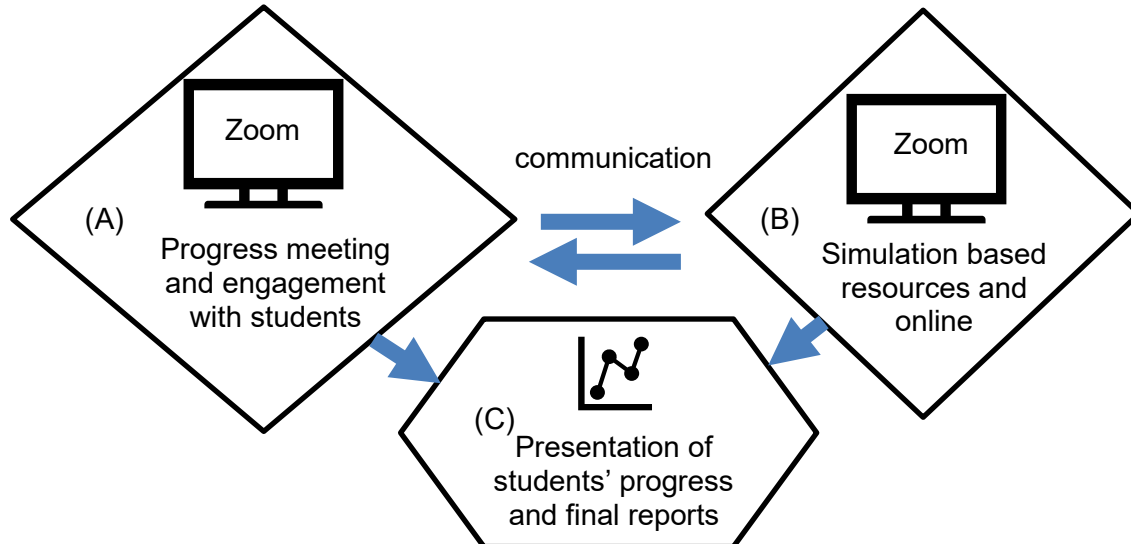 Zoom
(A)
Progress meeting
and engagement
with students
communication
Zoom
(B)
Simulation based
resources and
online
(C)
Presentation of
students’ progress
and final reports